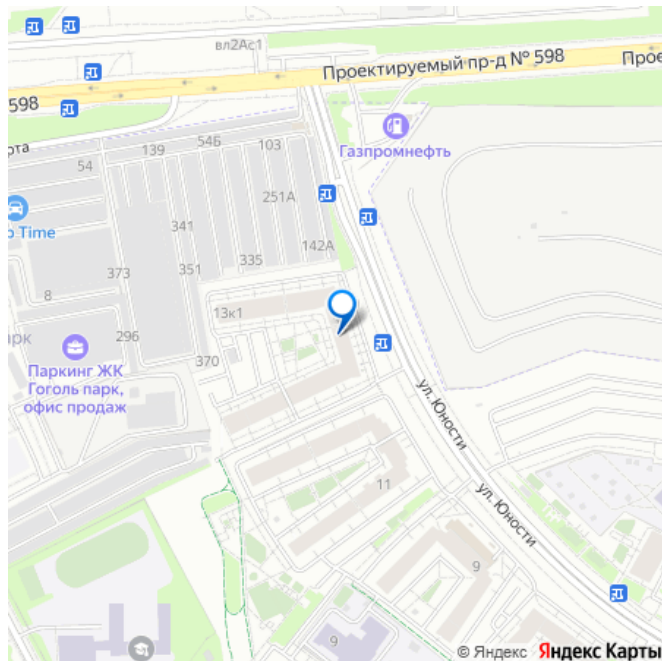 вл2Ас1
Проектируемый пр-д № 598
Прое
598
рта
Газпромнефть
139
54Б
103
54
251А
341
o Time
142А
335
351
373
8
13к1
296
арк
370
Паркинг ЖК
Гоголь парк,
офис продаж
ул. Юности
11
ул. Юности
9
9
© Яндекс Яндекс Карты